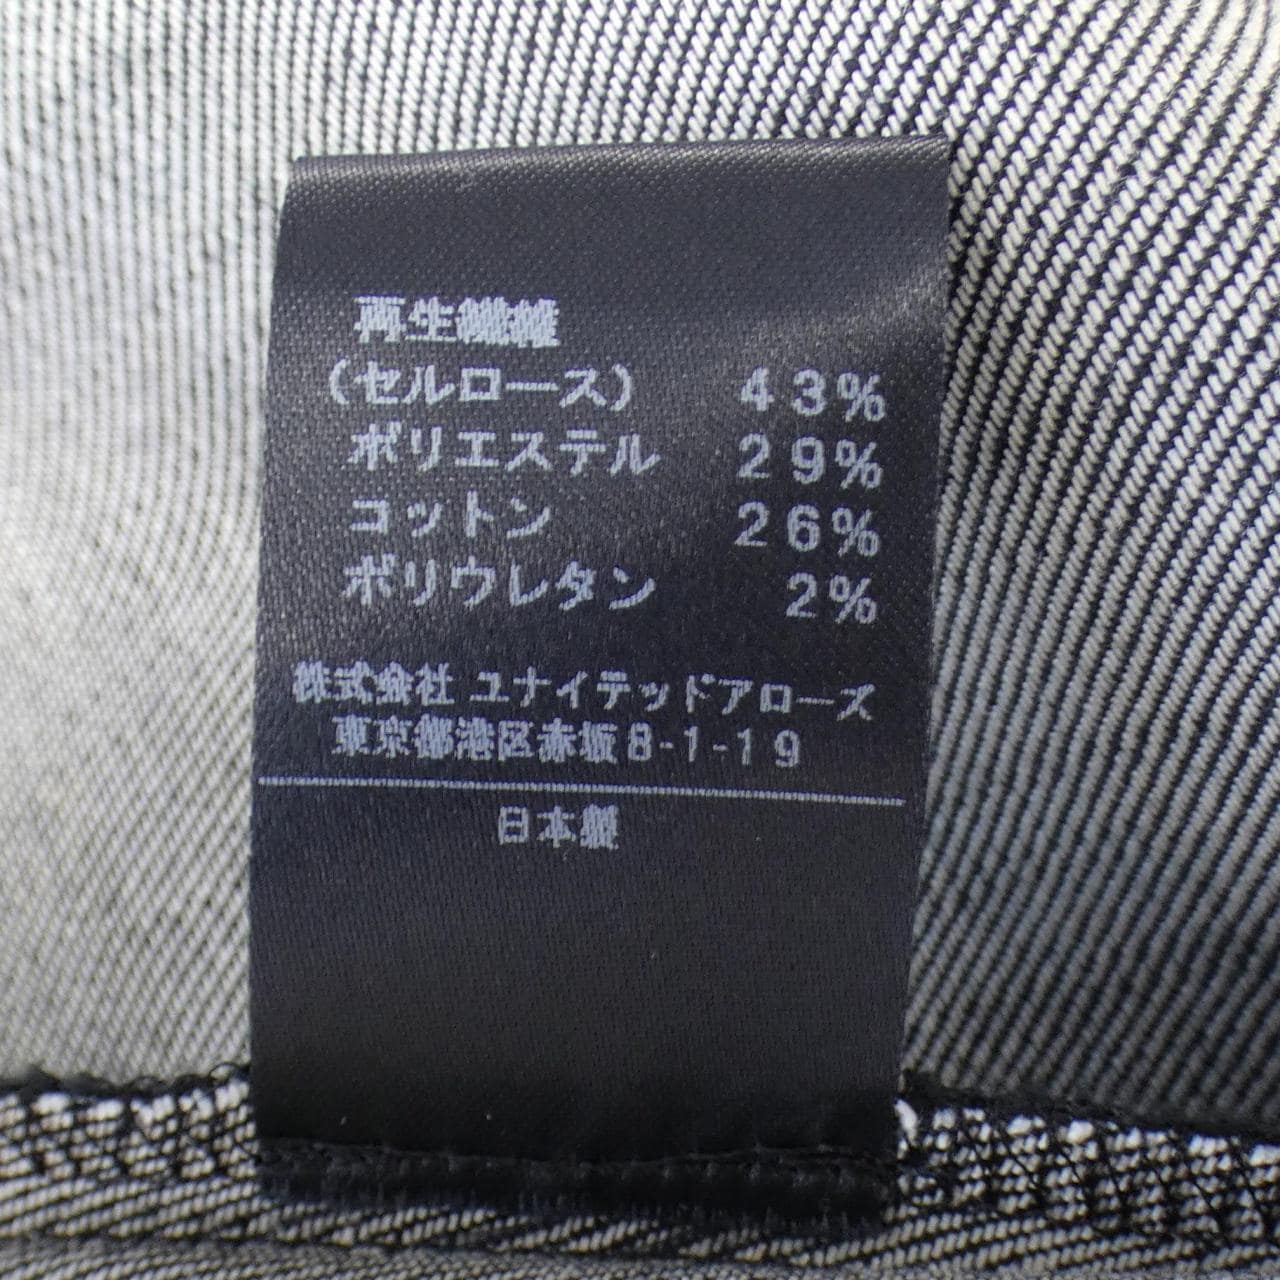 再生繊維
(セルロース) 43%
ポリエステル 29%
コットン 26%
ポリウレタン 2%
株式会社 ユナイテッドアローズ
東京都港区赤坂8-1-19
日本製